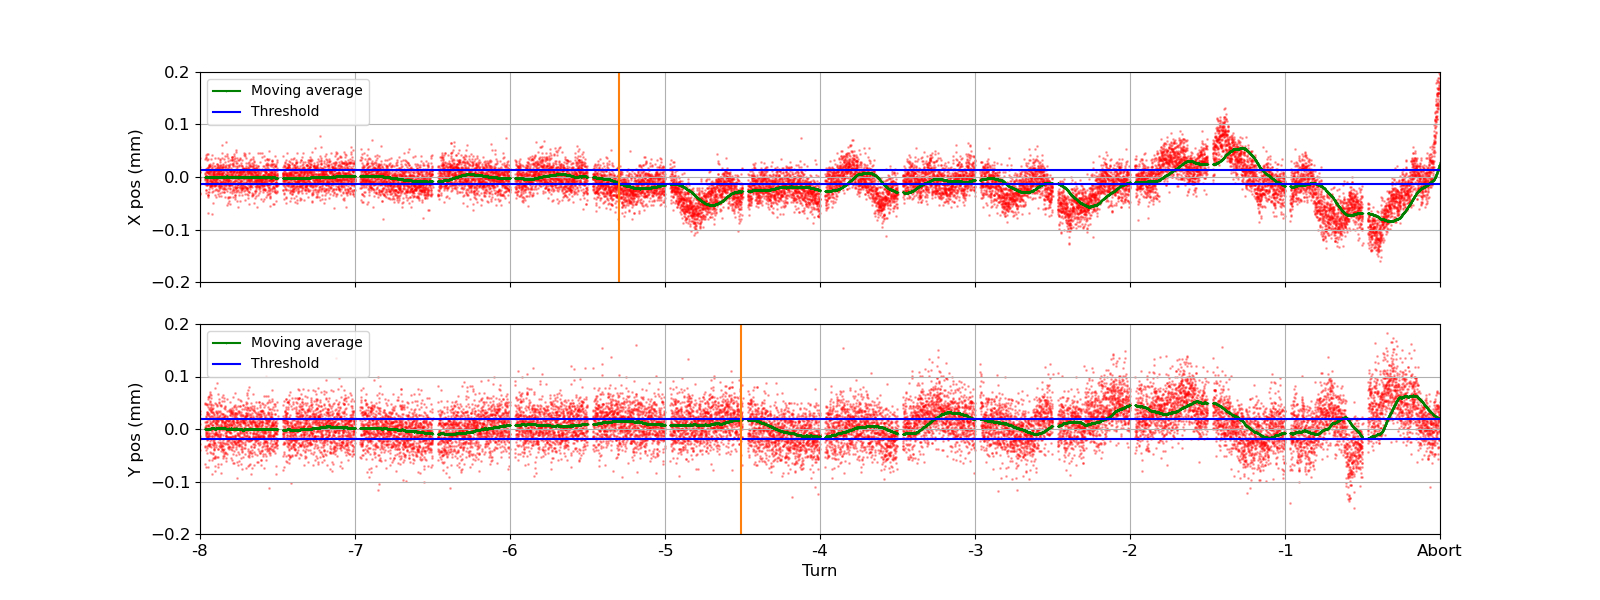 0.2
0.1
0.0
−0.1
−0.2
X pos (mm)
Moving average
Threshold
-8
-7
-6
-5
-4
-3
-2
-1
Abort
0.2
0.1
0.0
−0.1
−0.2
Y pos (mm)
Moving average
Threshold
Turn